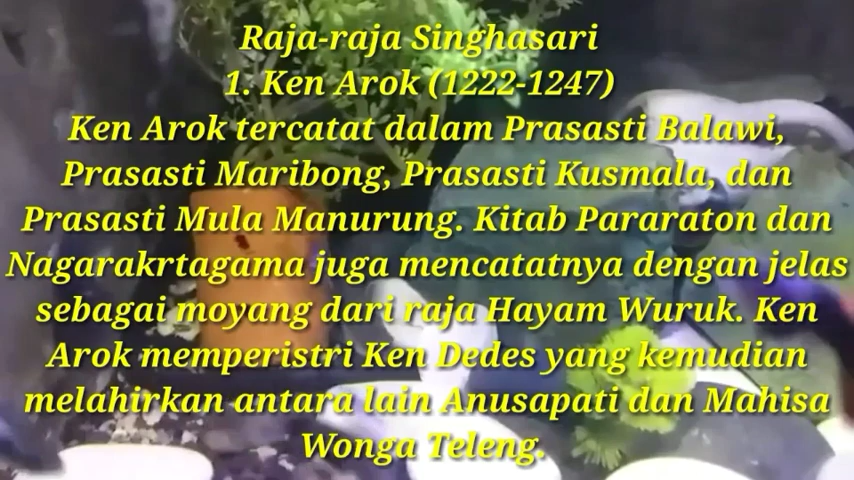 Raja-raja Singhasari
1. Ken Arok (1222-1247)
Ken Arok tercatat dalam Prasasti Balawi,
Prasasti Maribong, Prasasti Kusmala, dan
Prasasti Mula Manurung. Kitab Pararaton dan
Nagarakrtagama juga mencatatnya dengan jelas
sebagai moyang dari raja Hayam Wuruk. Ken
Arok memperistri Ken Dedes yang kemudian
melahirkan antara lain Anusapati dan Mahisa
Wonga Teleng.